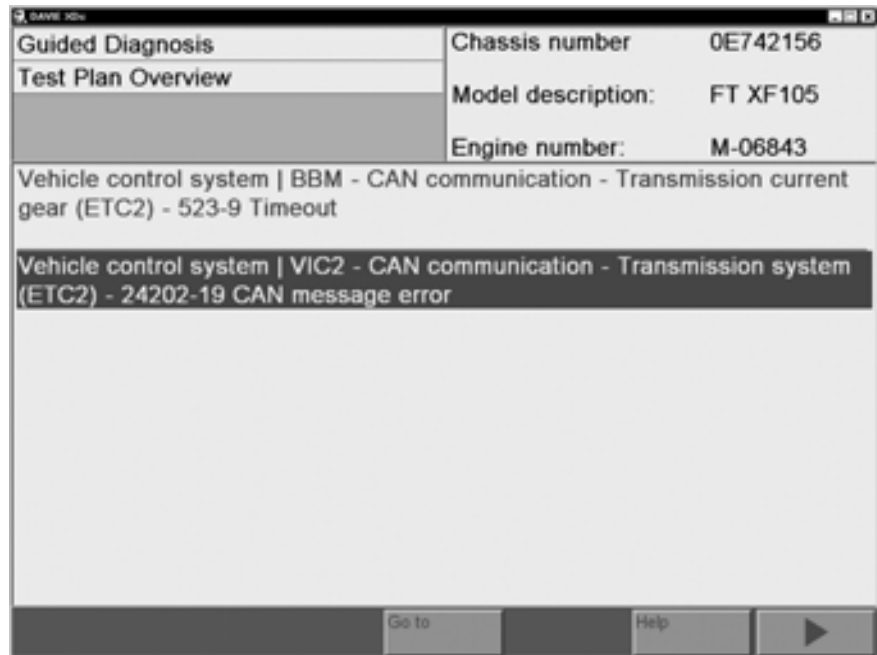 DAVIE XDc
Guided Diagnosis
Test Plan Overview
Chassis number 0E742156
Model description: FT XF105
Engine number: M-06843
Vehicle control system | BBM - CAN communication - Transmission current
gear (ETC2) - 523-9 Timeout
Vehicle control system | VIC2 - CAN communication - Transmission system
(ETC2) - 24202-19 CAN message error
Go to
Help